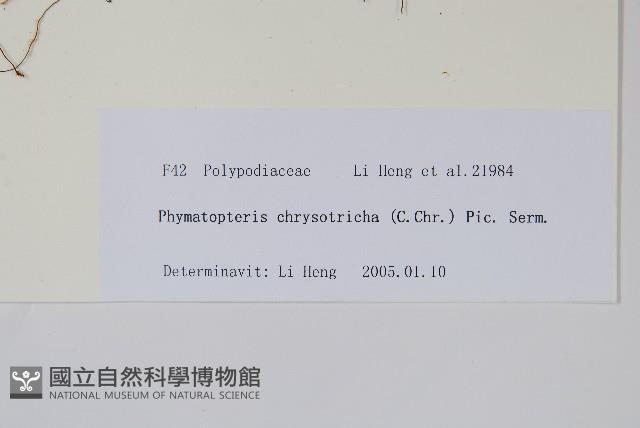 F42 Polypodiaceae Li Heng et al.21984
Phymatopteris chrysotricha (C.Chr.) Pic. Serm.
Determinavit: Li Heng 2005.01.10
國立自然科學博物館
NATIONAL MUSEUM OF NATURAL SCIENCE